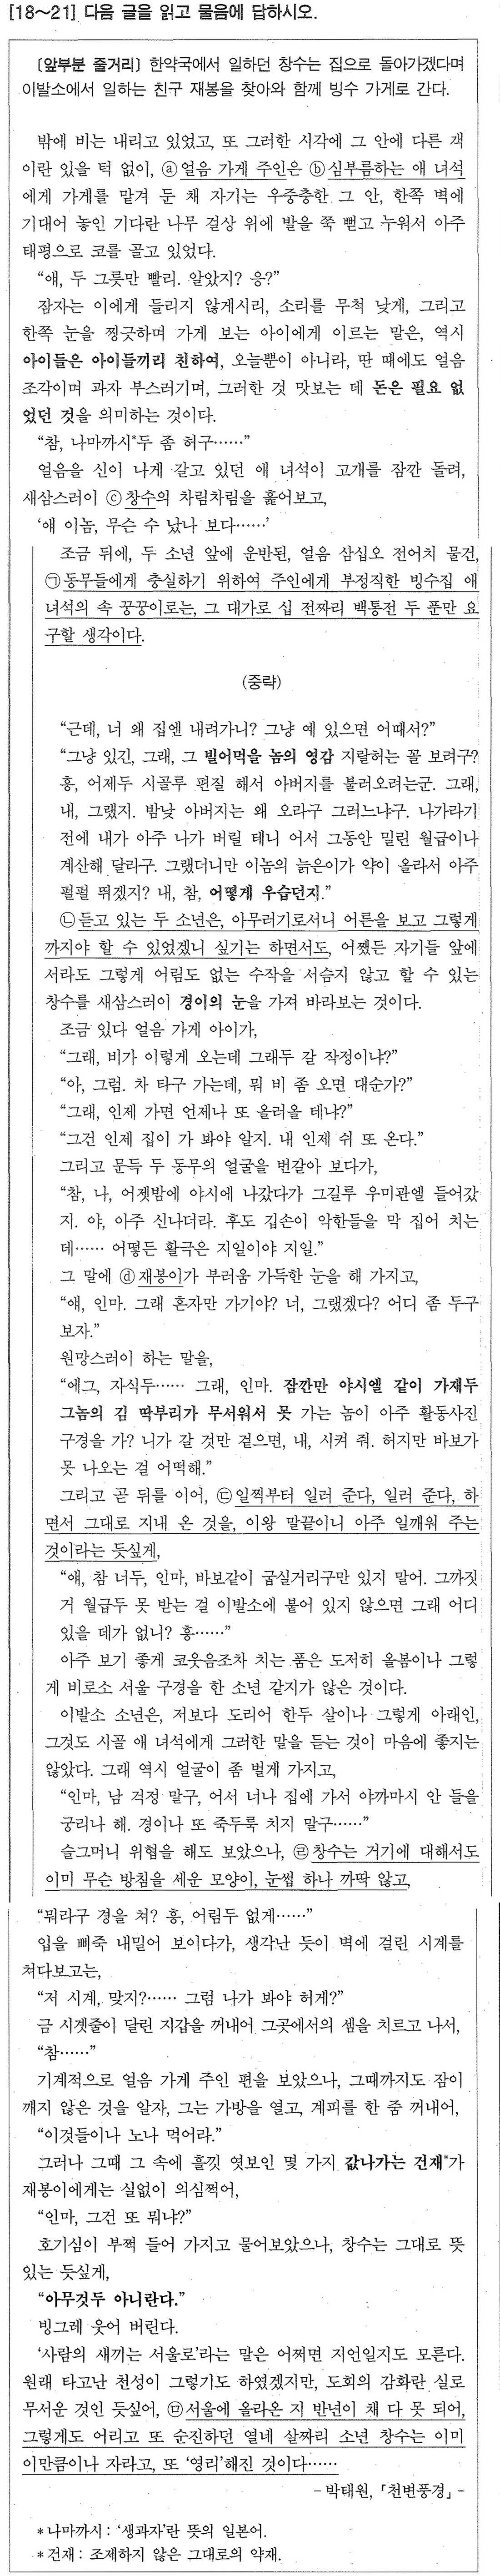 [18～21] 다음 글을 읽고 물음에 답하시오.
〔앞부분 줄거리〕 한약국에서 일하던 창수는 집으로 돌아가겠다며
이발소에서 일하는 친구 재봉을 찾아와 함께 빙수 가게로 간다.
밖에 비는 내리고 있었고, 또 그러한 시각에 그 안에 다른 객
이란 있을 턱 없이, ⓐ얼음 가게 주인은 ⓑ심부름하는 애 녀석
에게 가게를 맡겨 둔 채 자기는 우중충한 그 안, 한쪽 벽에
기대어 놓인 기다란 나무 걸상 위에 발을 쭉 뻗고 누워서 아주
태평으로 코를 골고 있었다.
“얘, 두 그릇만 빨리. 알았지? 응?”
잠자는 이에게 들리지 않게시리, 소리를 무척 낮게, 그리고
한쪽 눈을 찡긋하며 가게 보는 아이에게 이르는 말은, 역시
아이들은 아이들끼리 친하여, 오늘뿐이 아니라, 딴 때에도 얼음
조각이며 과자 부스러기며, 그러한 것 맛보는 데 돈은 필요 없
었던 것을 의미하는 것이다.
“참, 나마까시*두 좀 허구……”
얼음을 신이 나게 갈고 있던 애 녀석이 고개를 잠깐 돌려,
새삼스러이 ⓒ창수의 차림차림을 훑어보고,
‘얘 이놈, 무슨 수 났나 보다……’
조금 뒤에, 두 소년 앞에 운반된, 얼음 삼십오 전어치 물건,
㉠동무들에게 충실하기 위하여 주인에게 부정직한 빙수집 애
녀석의 속 꿍꿍이로는, 그 대가로 십 전짜리 백통전 두 푼만 요
구할 생각이다.
(중략)
“근데, 너 왜 집엔 내려가니? 그냥 예 있으면 어때서?”
“그냥 있긴, 그래, 그 빌어먹을 놈의 영감 지랄허는 꼴 보려구?
흥, 어제두 시골루 편질 해서 아버지를 불러오려는군. 그래,
내, 그랬지. 밤낮 아버지는 왜 오라구 그러느냐구. 나가라기
전에 내가 아주 나가 버릴 테니 어서 그동안 밀린 월급이나
계산해 달라구. 그랬더니만 이놈의 늙은이가 약이 올라서 아주
펄펄 뛰겠지? 내, 참, 어떻게 우습던지.”
㉡듣고 있는 두 소년은, 아무러기로서니 어른을 보고 그렇게
까지야 할 수 있었겠니 싶기는 하면서도, 어쨌든 자기들 앞에
서라도 그렇게 어림도 없는 수작을 서슴지 않고 할 수 있는
창수를 새삼스러이 경이의 눈을 가져 바라보는 것이다.
조금 있다 얼음 가게 아이가,
“그래, 비가 이렇게 오는데 그래두 갈 작정이냐?”
“아, 그럼. 차 타구 가는데, 뭐 비 좀 오면 대순가?”
“그래, 인제 가면 언제나 또 올러올 테냐?”
“그건 인제 집이 가 봐야 알지. 내 인제 쉬 또 온다.”
그리고 문득 두 동무의 얼굴을 번갈아 보다가,
“참, 나, 어젯밤에 야시에 나갔다가 그길루 우미관엘 들어갔
지. 야, 아주 신나더라. 후도 깁손이 악한들을 막 집어 치는
데…… 어떻든 활극은 지일이야 지일.”
그 말에 ⓓ재봉이가 부러움 가득한 눈을 해 가지고,
“얘, 인마. 그래 혼자만 가기야? 너, 그랬겠다? 어디 좀 두구
보자.”
원망스러이 하는 말을,
“에그, 자식두…… 그래, 인마. 잠깐만 야시엘 같이 가재두
그놈의 김 딱부리가 무서워서 못 가는 놈이 아주 활동사진
구경을 가? 니가 갈 것만 겉으면, 내, 시켜 줘. 허지만 바보가
못 나오는 걸 어떡해.”
그리고 곧 뒤를 이어, ㉢일찍부터 일러 준다, 일러 준다, 하
면서 그대로 지내 온 것을, 이왕 말끝이니 아주 일깨워 주는
것이라는 듯싶게,
“얘, 참 너두, 인마, 바보같이 굽실거리구만 있지 말어. 그까짓
거 월급두 못 받는 걸 이발소에 붙어 있지 않으면 그래 어디
있을 데가 없니? 흥……”
아주 보기 좋게 코웃음조차 치는 품은 도저히 올봄이나 그렇
게 비로소 서울 구경을 한 소년 같지가 않은 것이다.
이발소 소년은, 저보다 도리어 한두 살이나 그렇게 아래인,
그것도 시골 애 녀석에게 그러한 말을 듣는 것이 마음에 좋지는
않았다. 그래 역시 얼굴이 좀 벌게 가지고,
“인마, 남 걱정 말구, 어서 너나 집에 가서 야까마시 안 들을
궁리나 해. 경이나 또 죽두룩 치지 말구……”
슬그머니 위협을 해도 보았으나, ㉣창수는 거기에 대해서도
이미 무슨 방침을 세운 모양이, 눈썹 하나 까딱 않고,
“뭐라구 경을 쳐? 흥, 어림두 없게……”
입을 삐죽 내밀어 보이다가, 생각난 듯이 벽에 걸린 시계를
쳐다보고는,
“저 시계, 맞지?…… 그럼 나가 봐야 허게?”
금 시곗줄이 달린 지갑을 꺼내어 그곳에서의 셈을 치르고 나서,
“참……”
기계적으로 얼음 가게 주인 편을 보았으나, 그때까지도 잠이
깨지 않은 것을 알자, 그는 가방을 열고, 계피를 한 줌 꺼내어,
“이것들이나 노나 먹어라.”
그러나 그때 그 속에 흘낏 엿보인 몇 가지 값나가는 건재*가
재봉이에게는 실없이 의심쩍어,
“인마, 그건 또 뭐냐?”
호기심이 부쩍 들어 가지고 물어보았으나, 창수는 그대로 뜻
있는 듯싶게,
“아무것두 아니란다.”
빙그레 웃어 버린다.
‘사람의 새끼는 서울로’라는 말은 어쩌면 지언일지도 모른다.
원래 타고난 천성이 그렇기도 하였겠지만, 도회의 감화란 실로
무서운 것인 듯싶어, ㉤서울에 올라온 지 반년이 채 다 못 되어,
그렇게도 어리고 또 순진하던 열네 살짜리 소년 창수는 이미
이만큼이나 자라고, 또 ‘영리’해진 것이다……
- 박태원, 「천변풍경」 -
*나마까시 : ‘생과자’란 뜻의 일본어.
*건재 : 조제하지 않은 그대로의 약재.